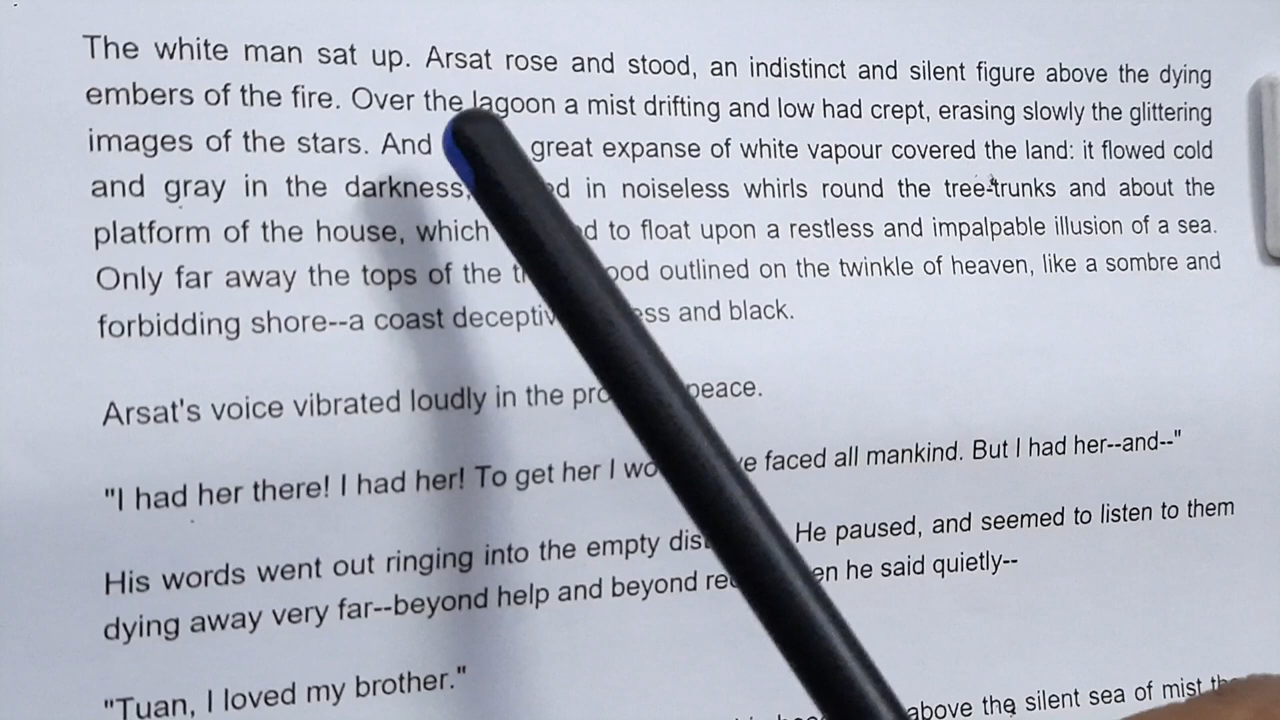 The white man sat up. Arsat rose and stood, an indistinct and silent figure above the dying
embers of the fire. Over the lagoon a mist drifting and low had crept, erasing slowly the glittering
images of the stars. And great expanse of white vapour covered the land: it flowed cold
and gray in the darkness, in noiseless whirls round the tree-trunks and about the
platform of the house, which to float upon a restless and impalpable illusion of a sea.
Only far away the tops of the outlined on the twinkle of heaven, like a sombre and
forbidding shore--a coast and black.
Arsat's voice vibrated loudly in the peace.
"I had her there! I had her! To get her I faced all mankind. But I had her--and--"
His words went out ringing into the empty He paused, and seemed to listen to them
dying away very far--beyond help and beyond he said quietly--
"Tuan, I loved my brother."
above the silent sea of mist